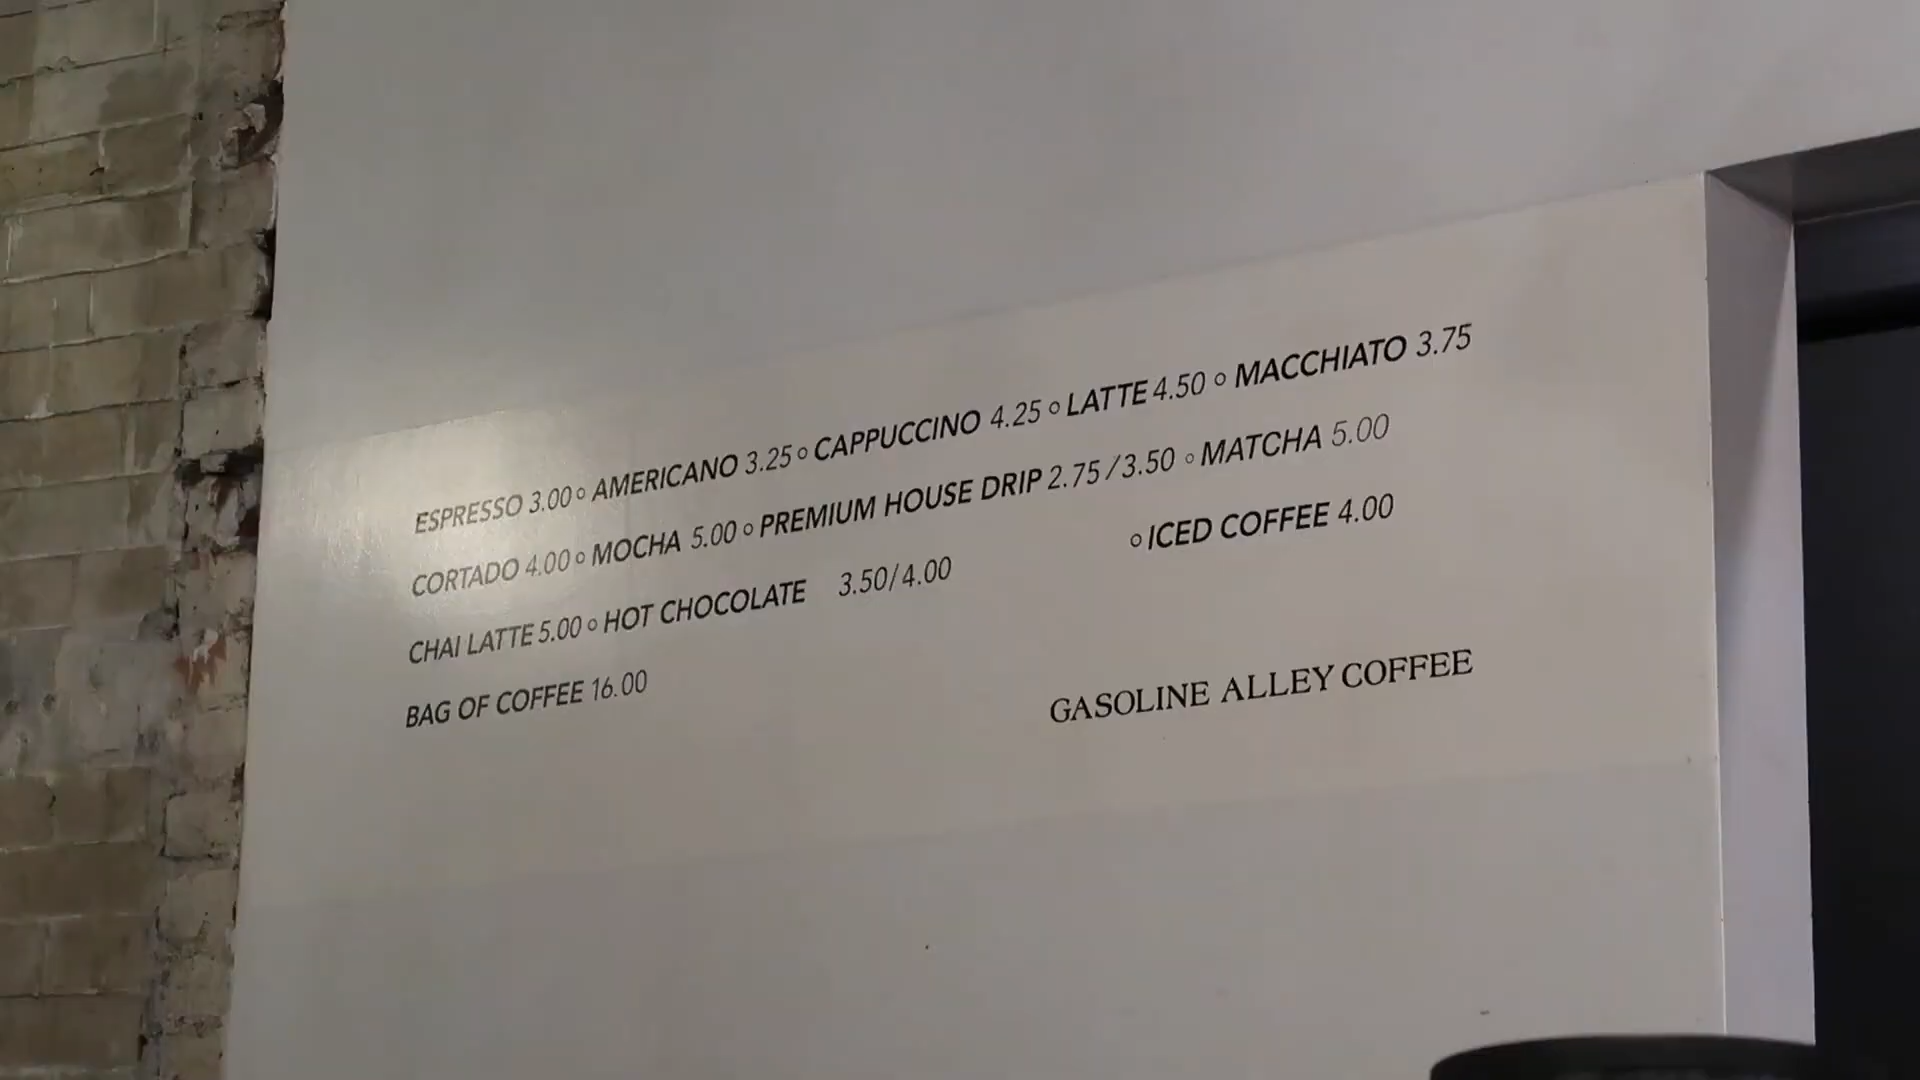 ESPRESSO 3.00 o AMERICANO 3.25 o CAPPUCCINO 4.25 o LATTE 4.50 o MACCHIATO 3.75
CORTADO 4.00 o MOCHA 5.00 o PREMIUM HOUSE DRIP 2.75/3.50 o MATCHA 5.00
CHAI LATTE 5.00 o HOT CHOCOLATE 3.50/4.00 o ICED COFFEE 4.00
BAG OF COFFEE 16.00
GASOLINE ALLEY COFFEE